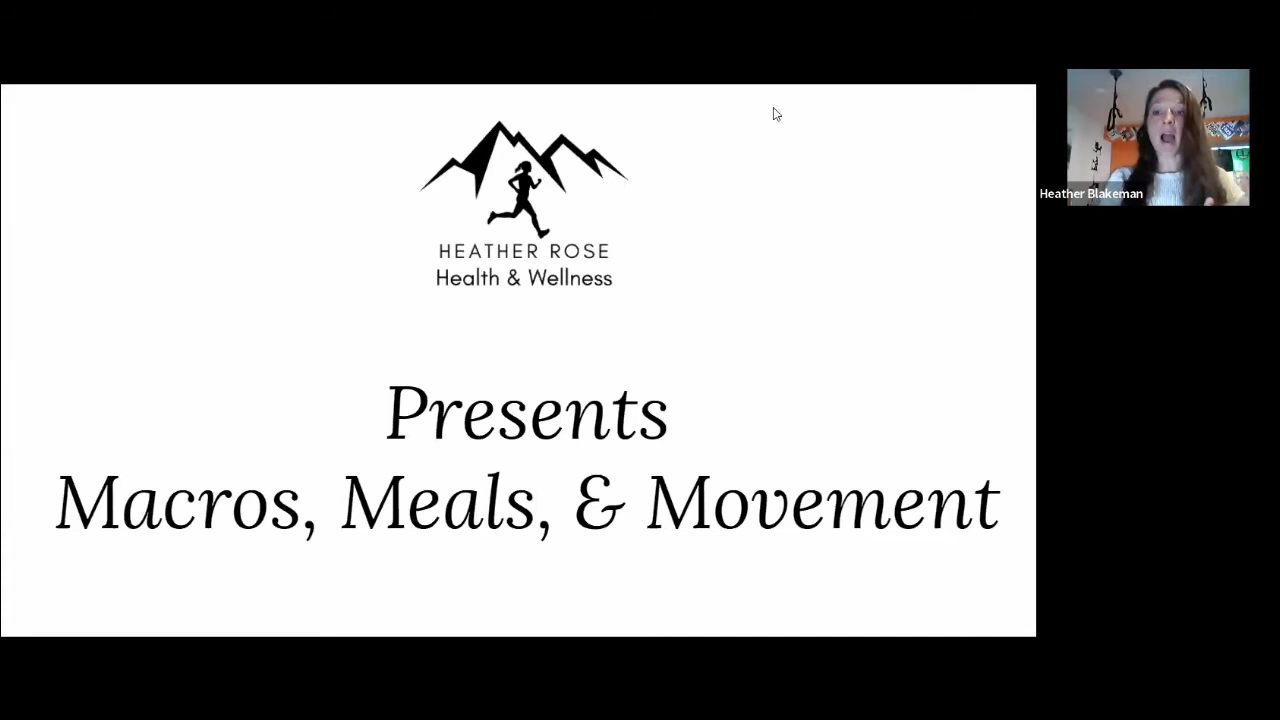 HEATHER ROSE
Health & Wellness
Presents
Macros, Meals, & Movement
Heather Blakeman